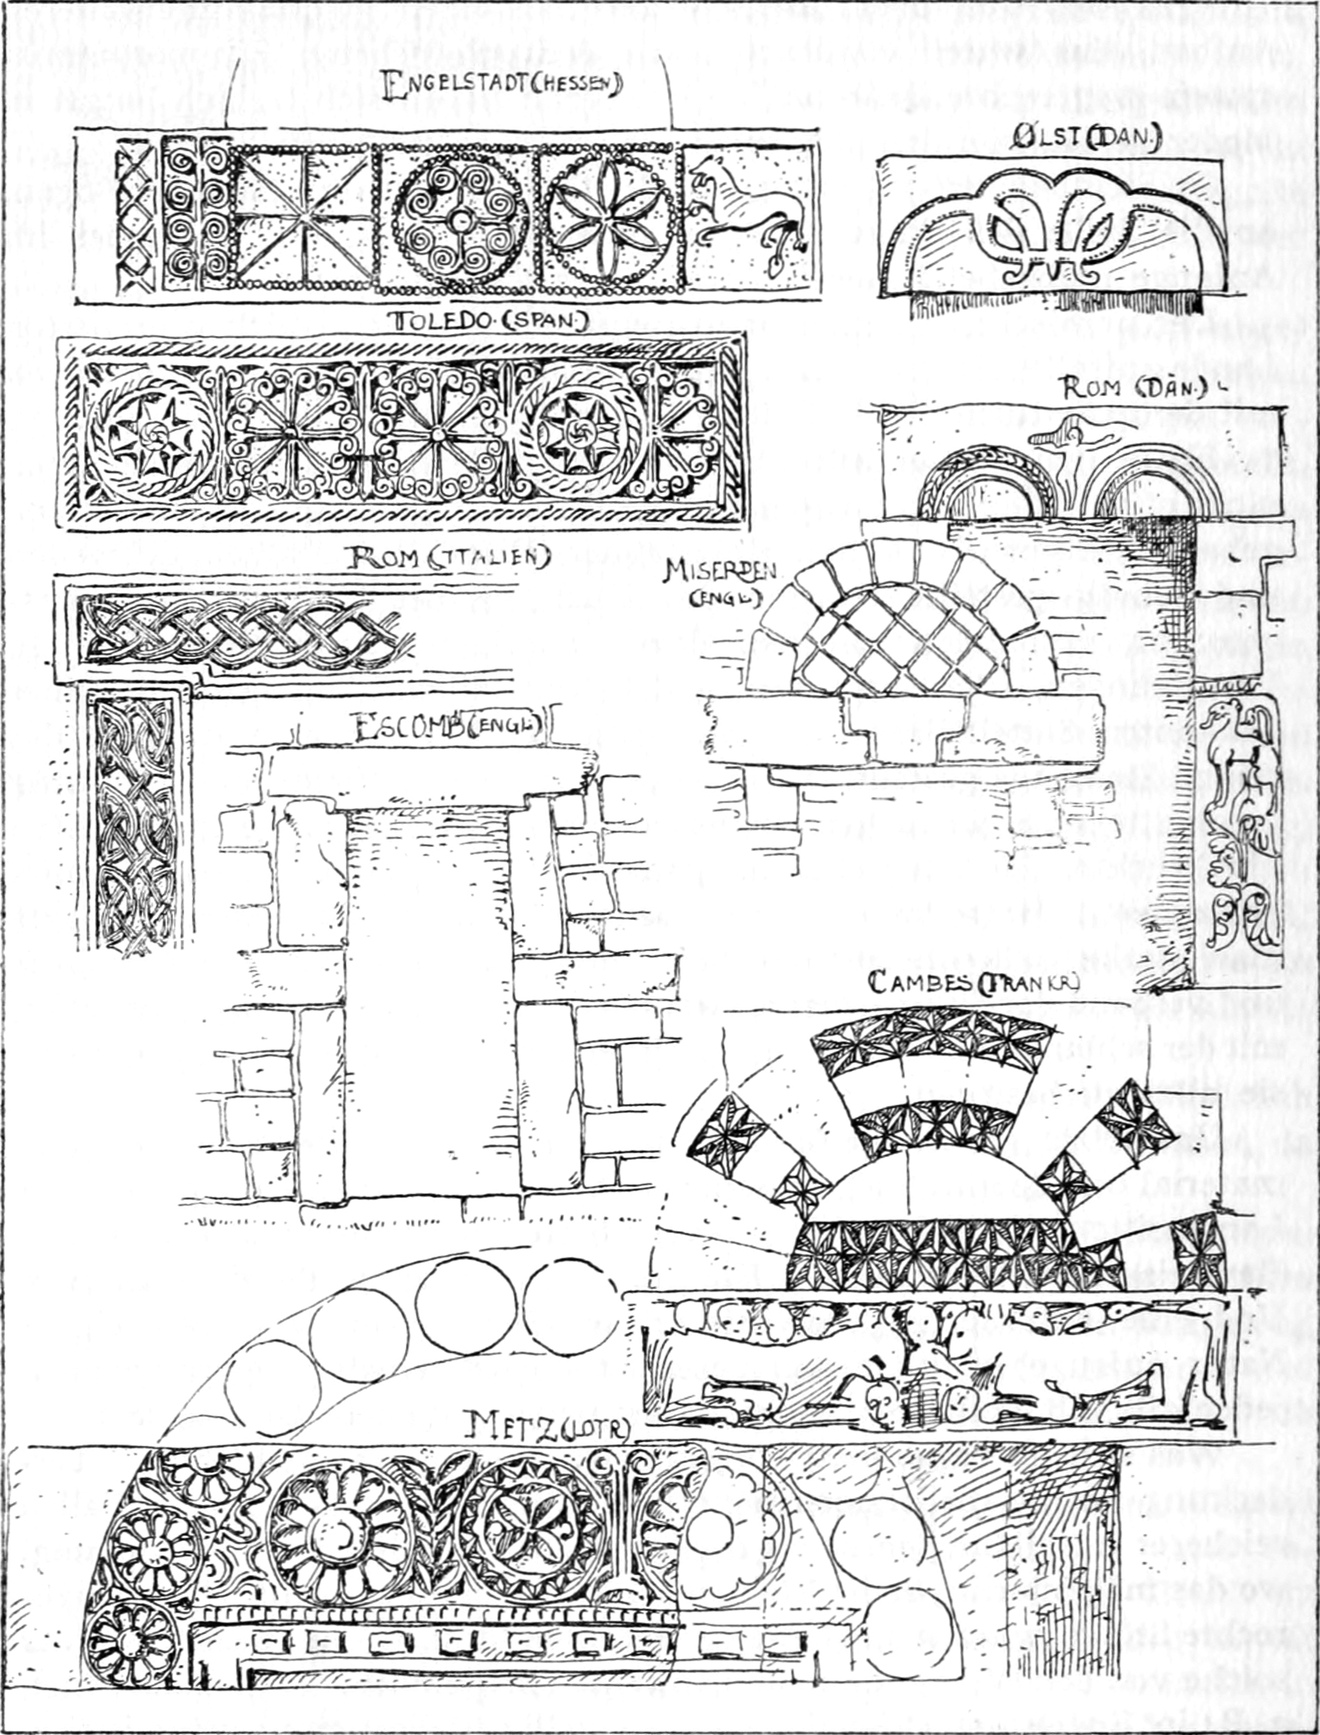 ENGELSTADT (HESSEN)
ØLST (DAN.)
TOLEDO (SPAN.)
ROM (DÄN.)
ROM (ITALIEN)
MISERDEN
(ENGL.)
ESCOMB (ENGL.)
CAMBES (FRANKR.)
METZ (LOTR.)